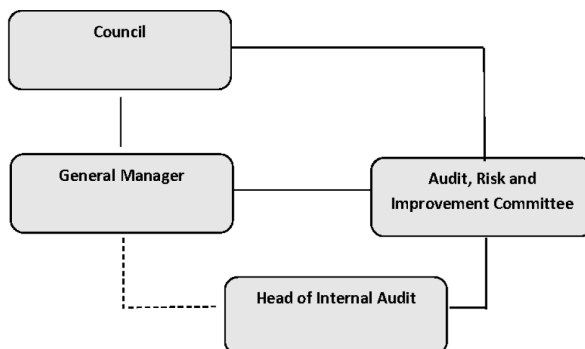 Council
General Manager
Audit, Risk and
Improvement Committee
Head of Internal Audit